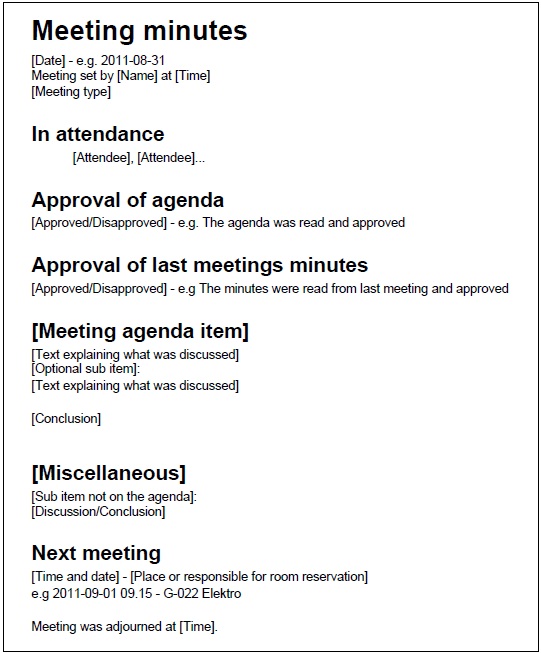 Meeting minutes
[Date] - e.g. 2011-08-31
Meeting set by [Name] at [Time]
[Meeting type]
In attendance
[Attendee], [Attendee]...
Approval of agenda
[Approved/Disapproved] - e.g. The agenda was read and approved
Approval of last meetings minutes
[Approved/Disapproved] - e.g The minutes were read from last meeting and approved
[Meeting agenda item]
[Text explaining what was discussed]
[Optional sub item]:
[Text explaining what was discussed]
[Conclusion]
[Miscellaneous]
[Sub item not on the agenda]:
[Discussion/Conclusion]
Next meeting
[Time and date] - [Place or responsible for room reservation]
e.g 2011-09-01 09.15 - G-022 Elektro
Meeting was adjourned at [Time].